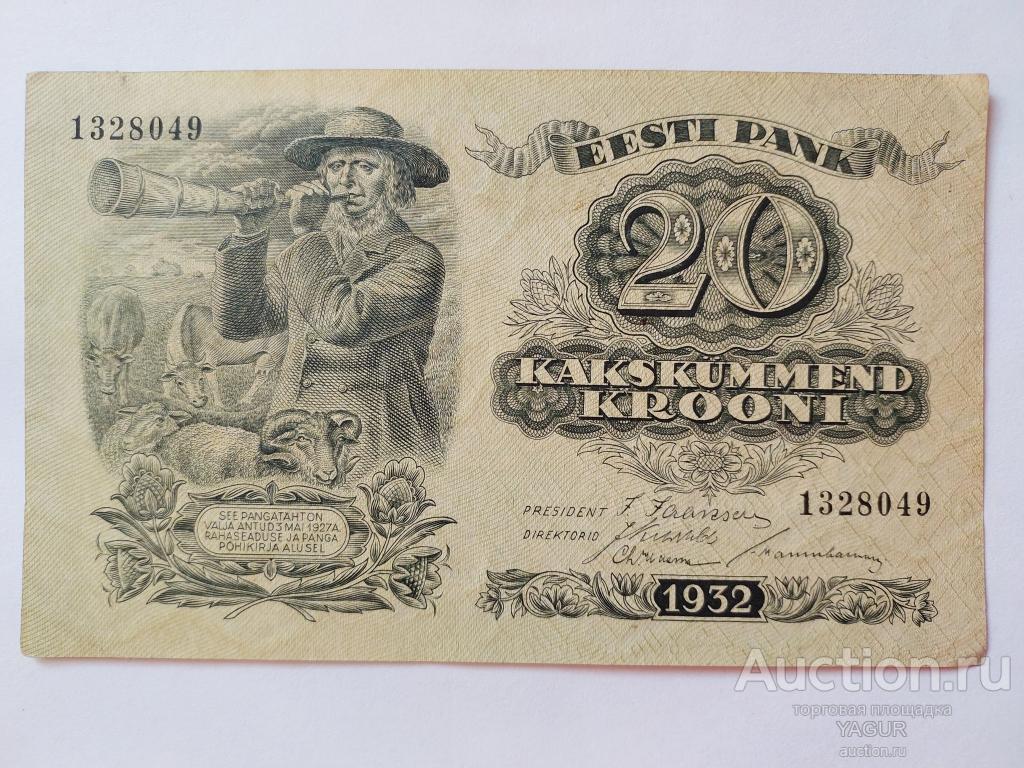 1328049
EESTI PANK
20
KAKSKÜMMEND
KROONI
SEE PANGATÄHT ON
VÄLJA ANTUD 3 MAI 1927 A.
RAHASEADUSE JA PANGA
PÕHIKIRJA ALUSEL
PRESIDENT
1328049
DIREKTORID
1932
Auction.ru
торговая площадка
YAGUR
auction.ru